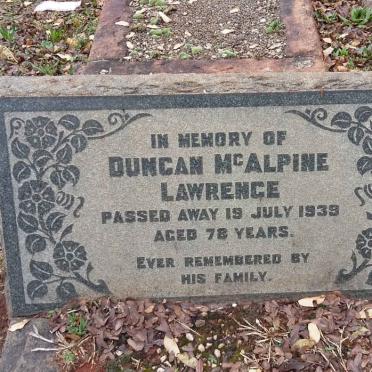 IN MEMORY OF
DUNCAN McALPINE
LAWRENCE
PASSED AWAY 19 JULY 1939
AGED 78 YEARS.
EVER REMEMBERED BY
HIS FAMILY.